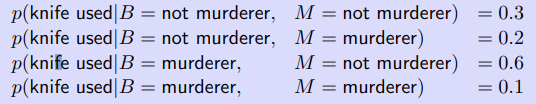 p(knife used|B = not murderer, M = not murderer) = 0.3
p(knife used|B = not murderer, M = murderer) = 0.2
p(knife used|B = murderer, M = not murderer) = 0.6
p(knife used|B = murderer, M = murderer) = 0.1